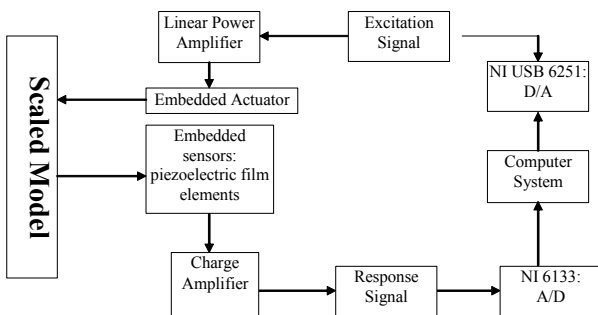 Linear Power
Amplifier
Excitation
Signal
NI USB 6251:
D/A
Embedded Actuator
Scaled Model
Embedded
sensors:
piezoelectric film
elements
Computer
System
Charge
Amplifier
Response
Signal
NI 6133:
A/D